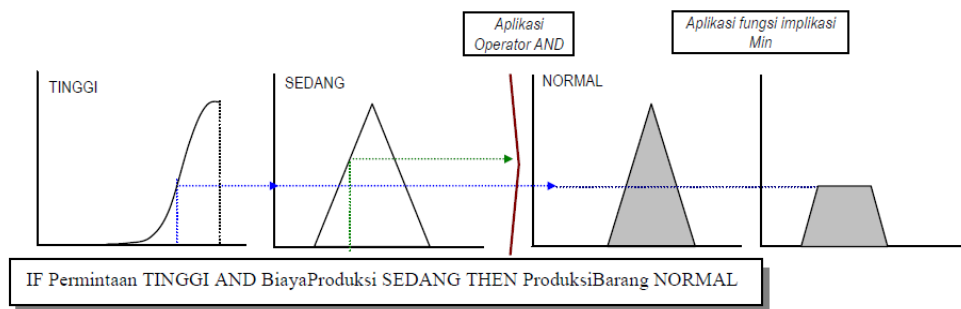 Aplikasi
Operator AND
Aplikasi fungsi implikasi
Min
TINGGI
SEDANG
NORMAL
IF Permintaan TINGGI AND BiayaProduksi SEDANG THEN ProduksiBarang NORMAL